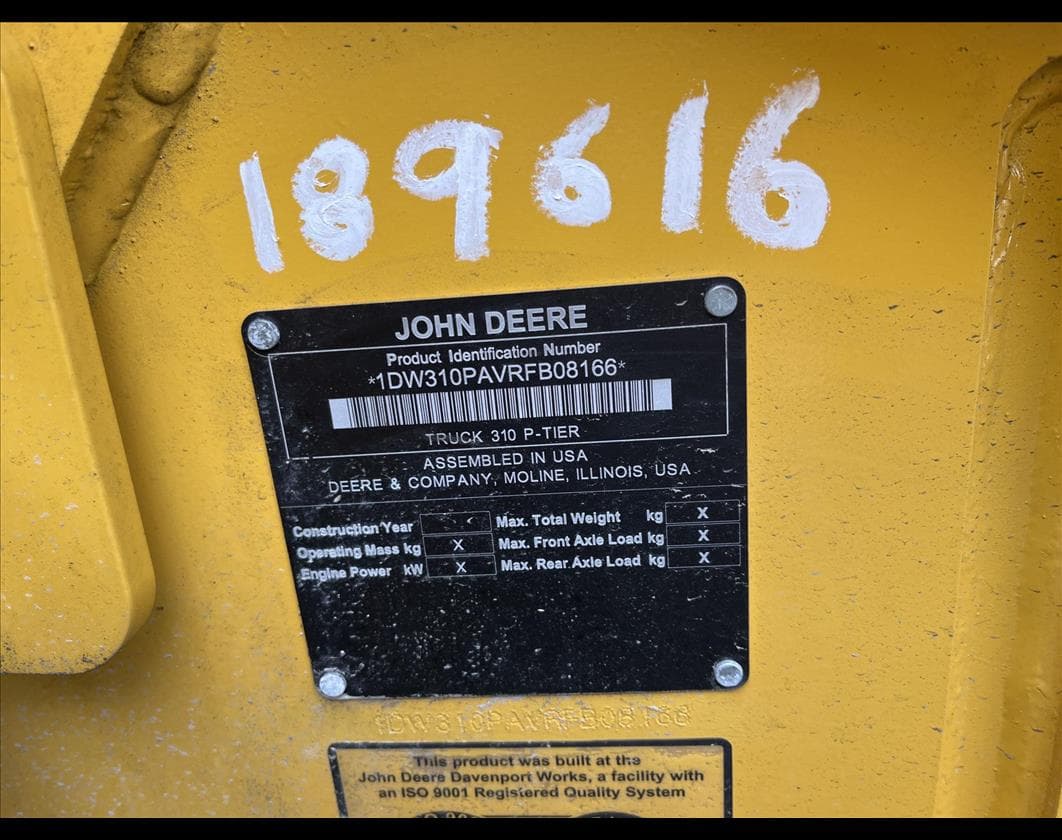 189616
JOHN DEERE
Product Identification Number
*1DW310PAVRFB08166*
TRUCK 310 P-TIER
ASSEMBLED IN USA
DEERE & COMPANY, MOLINE, ILLINOIS, USA
Construction Year
Operating Mass kg X
Engine Power kW X
Max. Total Weight kg X
Max. Front Axle Load kg X
Max. Rear Axle Load kg X
1DW310PAVRFB08166
This product was built at the
John Deere Davenport Works, a facility with
an ISO 9001 Registered Quality System